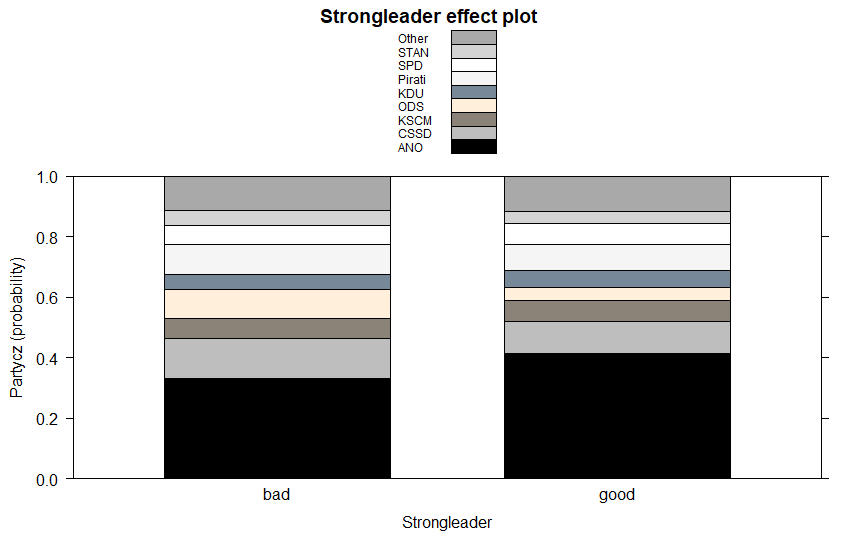 Strongleader effect plot
Other
STAN
SPD
Pirati
KDU
ODS
KSCM
CSSD
ANO
1.0
0.8
0.6
0.4
0.2
0.0
Partycz (probability)
bad good
Strongleader